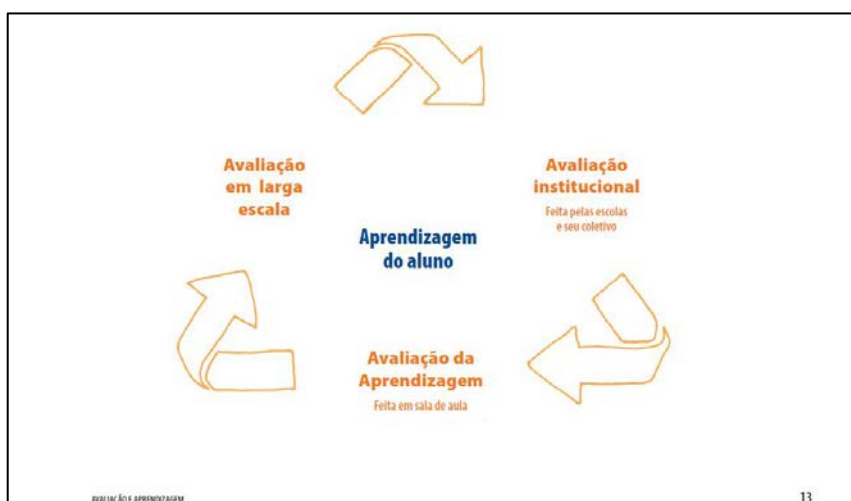 Avaliação
em larga
escala
Avaliação
institucional
Feita pelas escolas
e seu coletivo
Aprendizagem
do aluno
Avaliação da
Aprendizagem
Feita em sala de aula
AVALIAÇÃO E APRENDIZAGEM
13